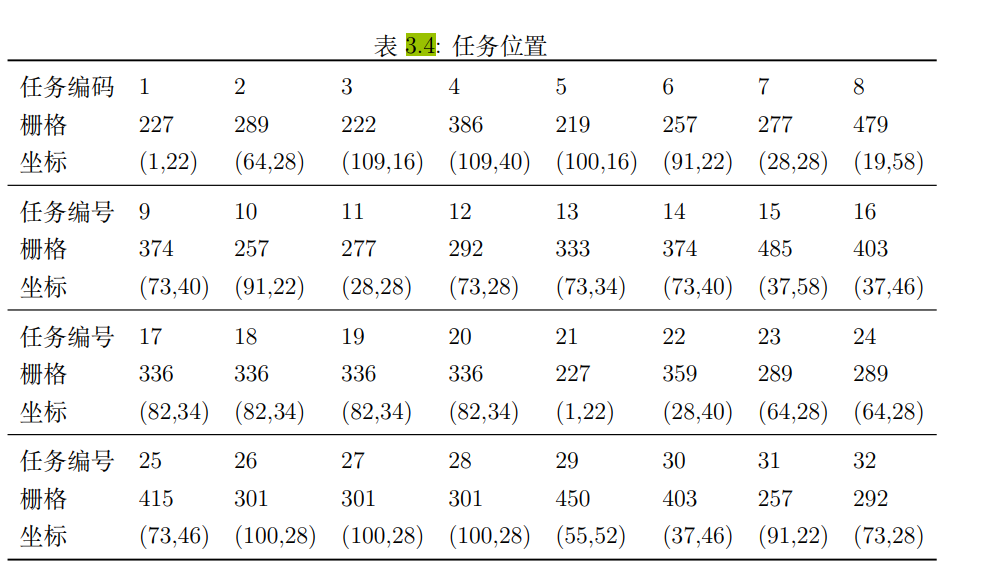 表 3.4: 任务位置
任务编码 1 2 3 4 5 6 7 8
栅格 227 289 222 386 219 257 277 479
坐标 (1,22) (64,28) (109,16) (109,40) (100,16) (91,22) (28,28) (19,58)
任务编号 9 10 11 12 13 14 15 16
栅格 374 257 277 292 333 374 485 403
坐标 (73,40) (91,22) (28,28) (73,28) (73,34) (73,40) (37,58) (37,46)
任务编号 17 18 19 20 21 22 23 24
栅格 336 336 336 336 227 359 289 289
坐标 (82,34) (82,34) (82,34) (82,34) (1,22) (28,40) (64,28) (64,28)
任务编号 25 26 27 28 29 30 31 32
栅格 415 301 301 301 450 403 257 292
坐标 (73,46) (100,28) (100,28) (100,28) (55,52) (37,46) (91,22) (73,28)